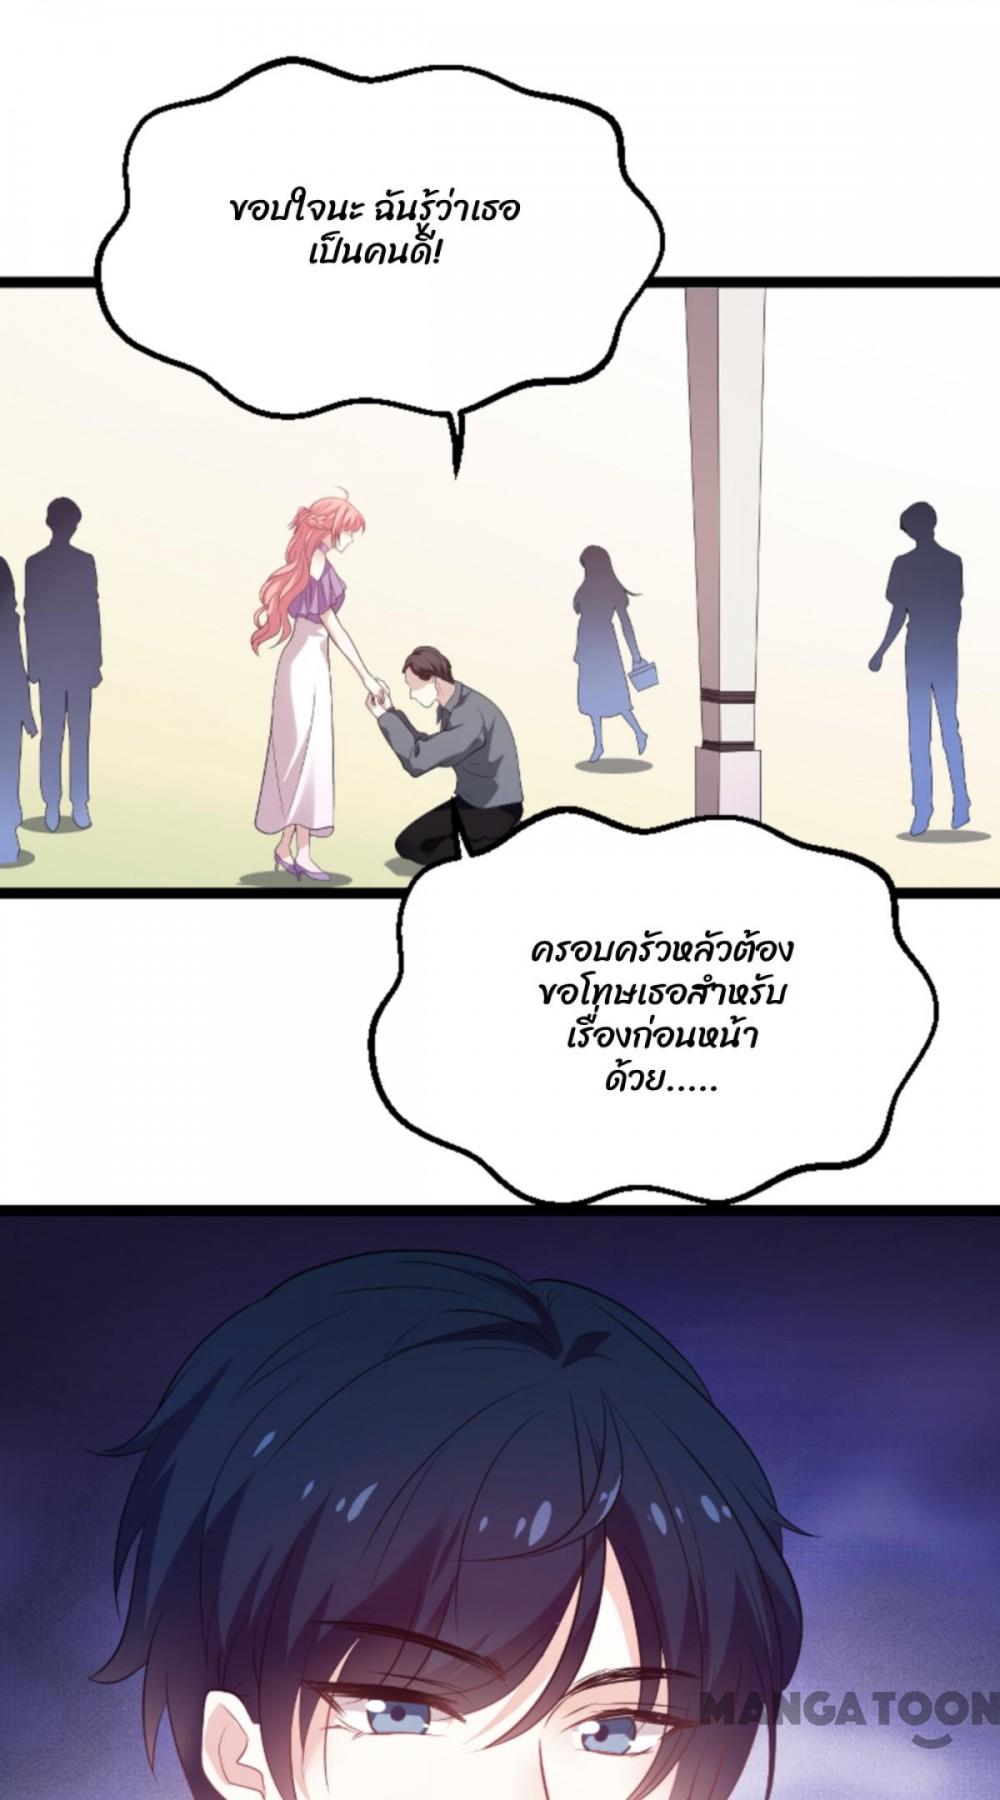 ขอบใจนะ ฉันรู้ว่าเธอ
เป็นคนดี!
ครอบครัวหลัวต้อง
ขอโทษเธอสำหรับ
เรื่องก่อนหน้า
ด้วย.....
MANGATOON